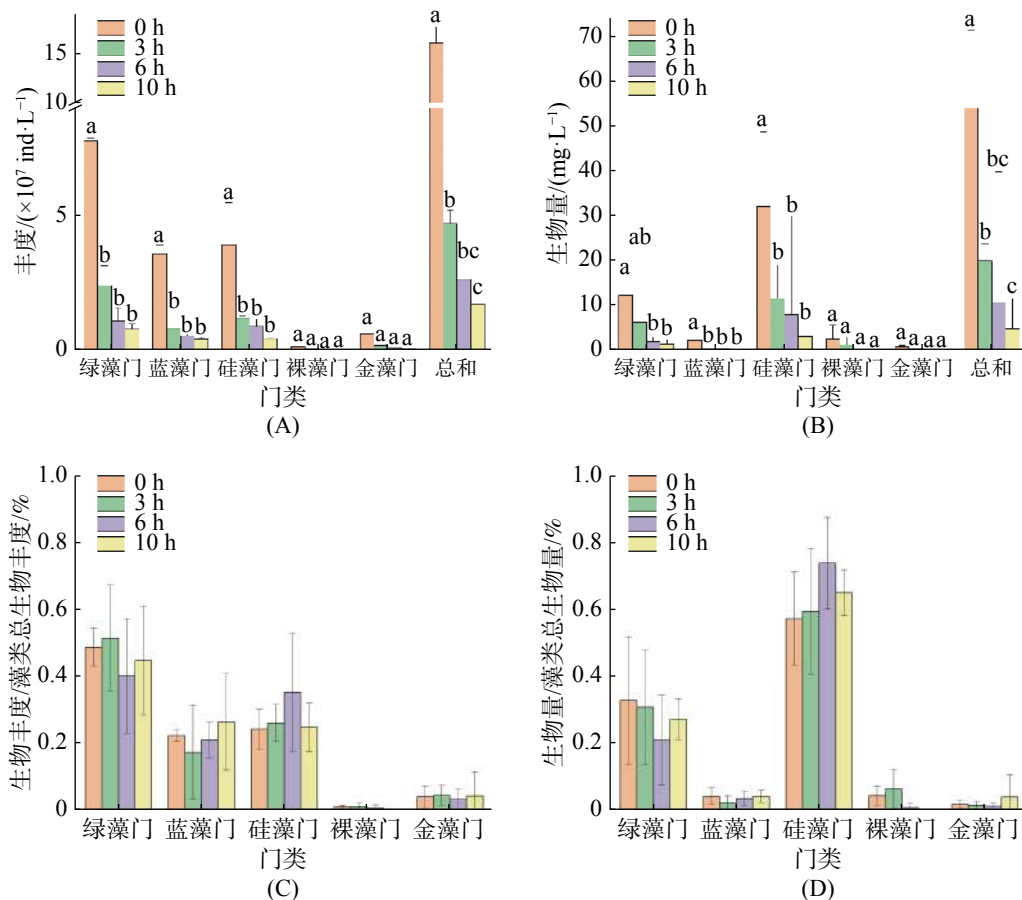 a
0 h
3 h
6 h
10 h
15
10
5
0
a
b
b b
a
b
b b
a
b b b
a a a a
a a a a
b
bc
c
丰度/(×10⁷ ind·L⁻¹)
绿藻门 蓝藻门 硅藻门 裸藻门 金藻门 总和
门类
(A)
a
0 h
3 h
6 h
10 h
70
60
50
40
30
20
10
0
a ab
b b
a
b b b
a
b
b
b
a a
a a
a a a a
b
bc
c
生物量/(mg·L⁻¹)
绿藻门 蓝藻门 硅藻门 裸藻门 金藻门 总和
门类
(B)
0 h
3 h
6 h
10 h
1.0
0.8
0.6
0.4
0.2
0
生物丰度/藻类总生物丰度/%
绿藻门 蓝藻门 硅藻门 裸藻门 金藻门
门类
(C)
0 h
3 h
6 h
10 h
1.0
0.8
0.6
0.4
0.2
0
生物量/藻类总生物量/%
绿藻门 蓝藻门 硅藻门 裸藻门 金藻门
门类
(D)